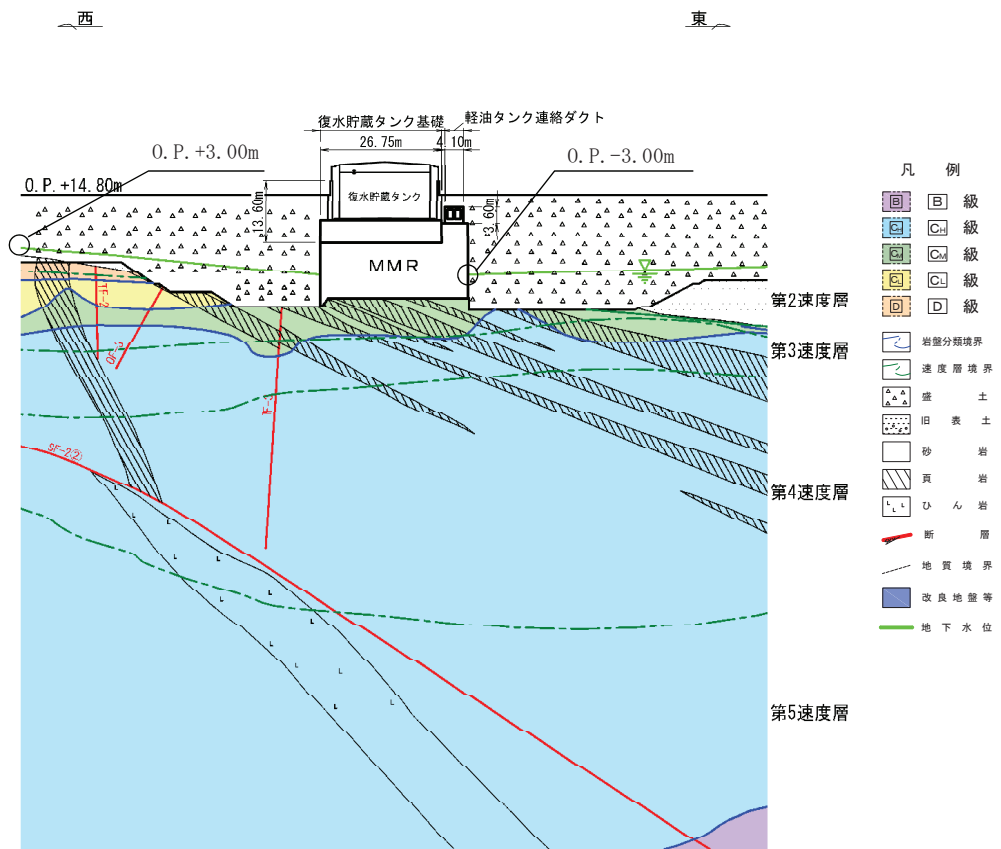 西
東
復水貯蔵タンク基礎
軽油タンク連絡ダクト
26.75m
4.10m
O.P.+3.00m
O.P.-3.00m
O.P.+14.80m
13.60m
復水貯蔵タンク
3.60m
MMR
TF-2
SF-2②
第2速度層
第3速度層
第4速度層
第5速度層
凡 例
B B 級
CH CH 級
CM CM 級
CL CL 級
D D 級
岩盤分類境界
速度層境界
盛 土
旧 表 土
砂 岩
頁 岩
ひ ん 岩
断 層
地質境界
改良地盤等
地下水位